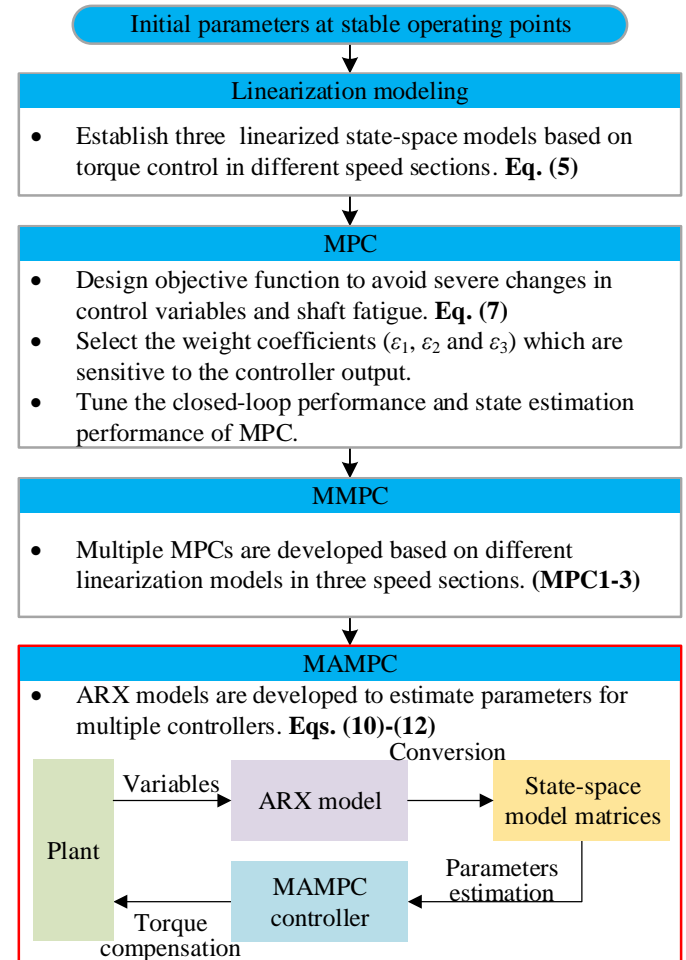 Initial parameters at stable operating points
Linearization modeling
• Establish three linearized state-space models based on
torque control in different speed sections. Eq. (5)
MPC
• Design objective function to avoid severe changes in
control variables and shaft fatigue. Eq. (7)
• Select the weight coefficients (ε1, ε2 and ε3) which are
sensitive to the controller output.
• Tune the closed-loop performance and state estimation
performance of MPC.
MMPC
• Multiple MPCs are developed based on different
linearization models in three speed sections. (MPC1-3)
MAMPC
• ARX models are developed to estimate parameters for
multiple controllers. Eqs. (10)-(12)
Plant
Variables
ARX model
Conversion
State-space
model matrices
Parameters
estimation
MAMPC
controller
Torque
compensation